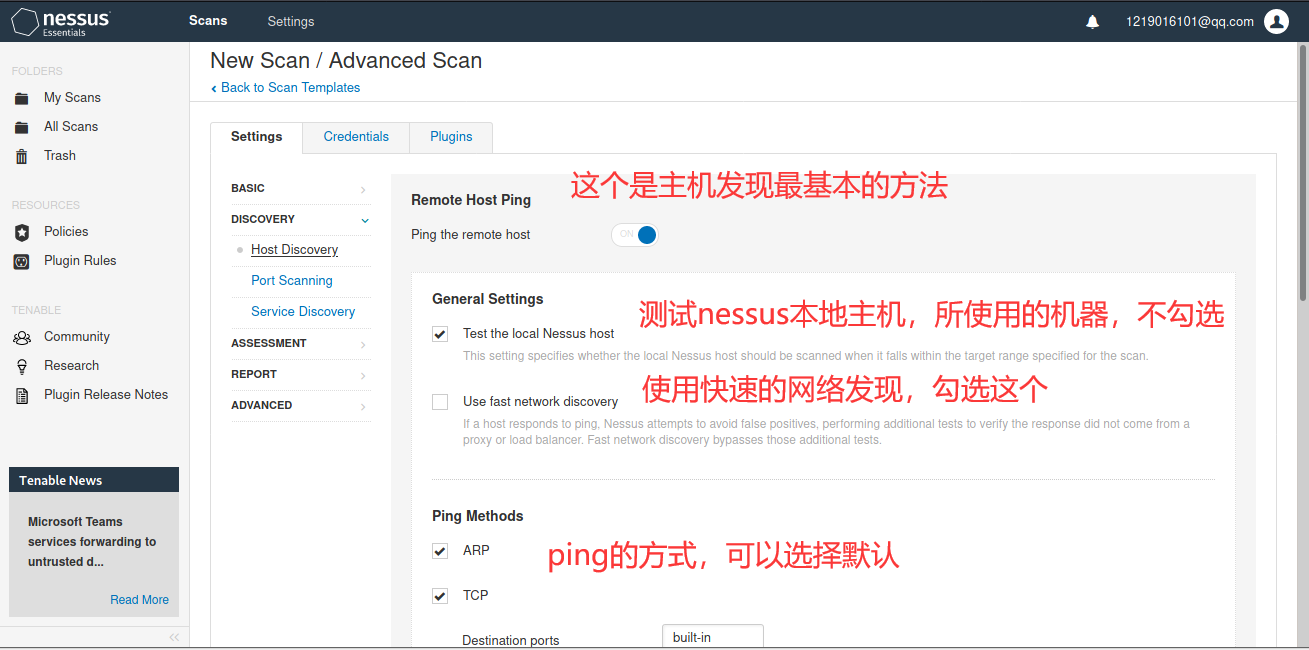 nessus
Essentials
Scans
Settings
1219016101@qq.com
FOLDERS
My Scans
All Scans
Trash
RESOURCES
Policies
Plugin Rules
TENABLE
Community
Research
Plugin Release Notes
Tenable News
Microsoft Teams
services forwarding to
untrusted d...
Read More
New Scan / Advanced Scan
Back to Scan Templates
Settings
Credentials
Plugins
BASIC
DISCOVERY
Host Discovery
Port Scanning
Service Discovery
ASSESSMENT
REPORT
ADVANCED
Remote Host Ping
这个是主机发现最基本的方法
Ping the remote host
ON
General Settings
测试nessus本地主机，所使用的机器，不勾选
Test the local Nessus host
This setting specifies whether the local Nessus host should be scanned when it falls within the target range specified for the scan.
使用快速的网络发现，勾选这个
Use fast network discovery
If a host responds to ping, Nessus attempts to avoid false positives, performing additional tests to verify the response did not come from a
proxy or load balancer. Fast network discovery bypasses those additional tests.
Ping Methods
ARP
ping的方式，可以选择默认
TCP
Destination ports
built-in